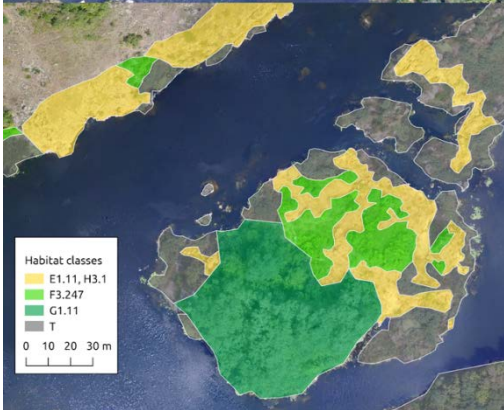 Habitat classes
E1.11, H3.1
F3.247
G1.11
T
0 10 20 30 m